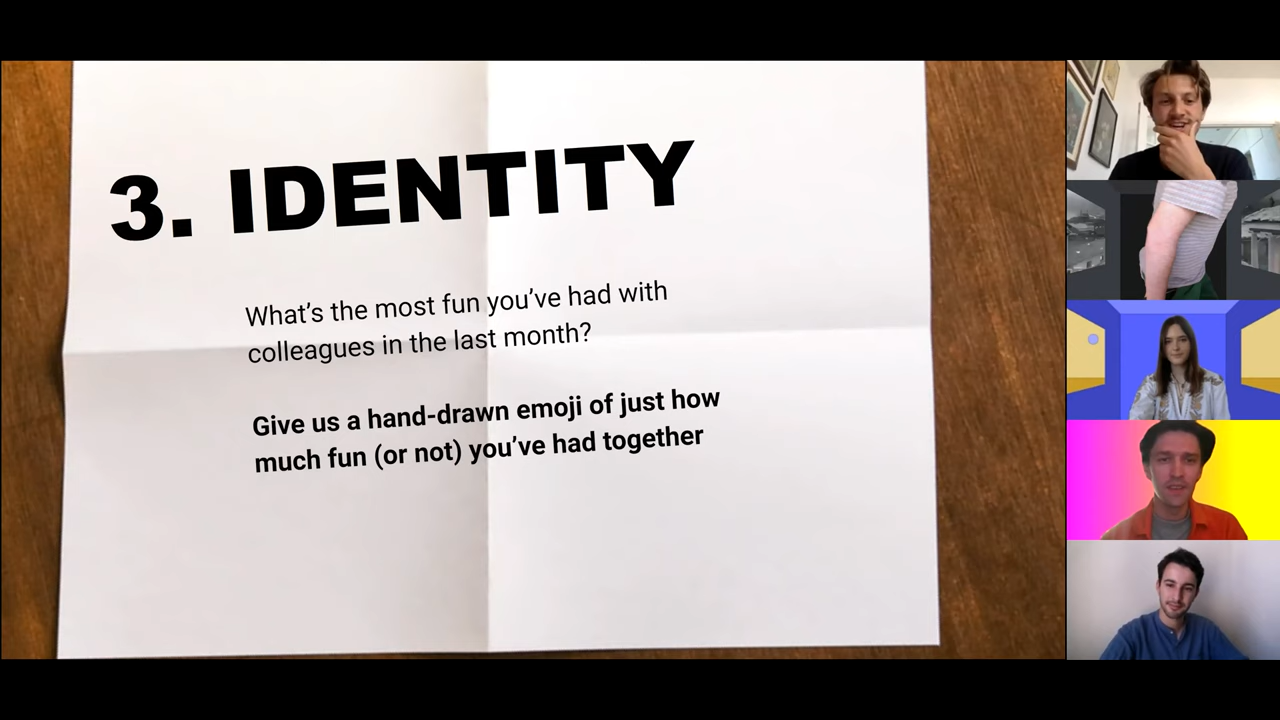 3. IDENTITY
What’s the most fun you’ve had with
colleagues in the last month?
Give us a hand-drawn emoji of just how
much fun (or not) you’ve had together